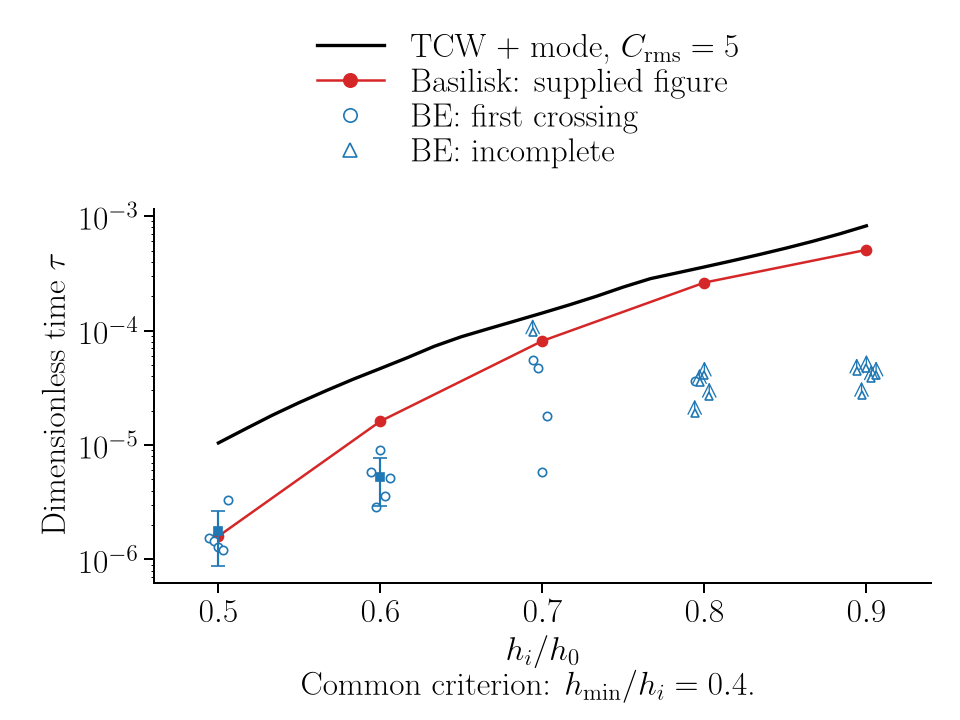 TCW + mode, C_rms = 5
Basilisk: supplied figure
BE: first crossing
BE: incomplete
Dimensionless time τ
10⁻³
10⁻⁴
10⁻⁵
10⁻⁶
0.5 0.6 0.7 0.8 0.9
h_i/h_0
Common criterion: h_min/h_i = 0.4.